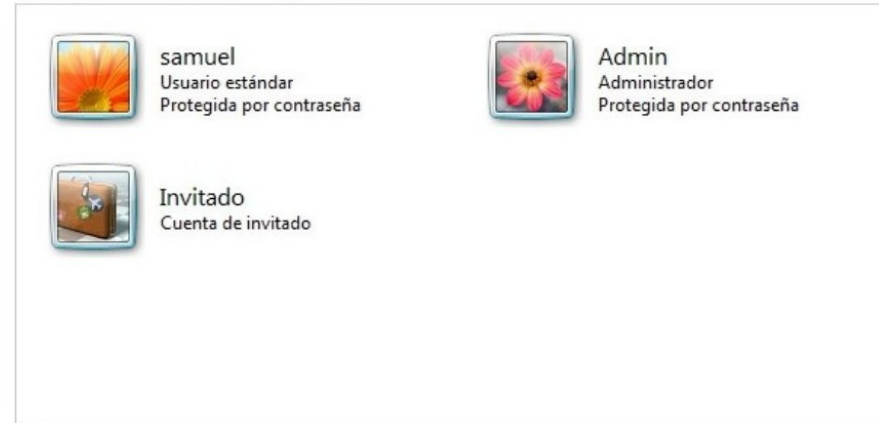 samuel
Usuario estándar
Protegida por contraseña
Admin
Administrador
Protegida por contraseña
Invitado
Cuenta de invitado